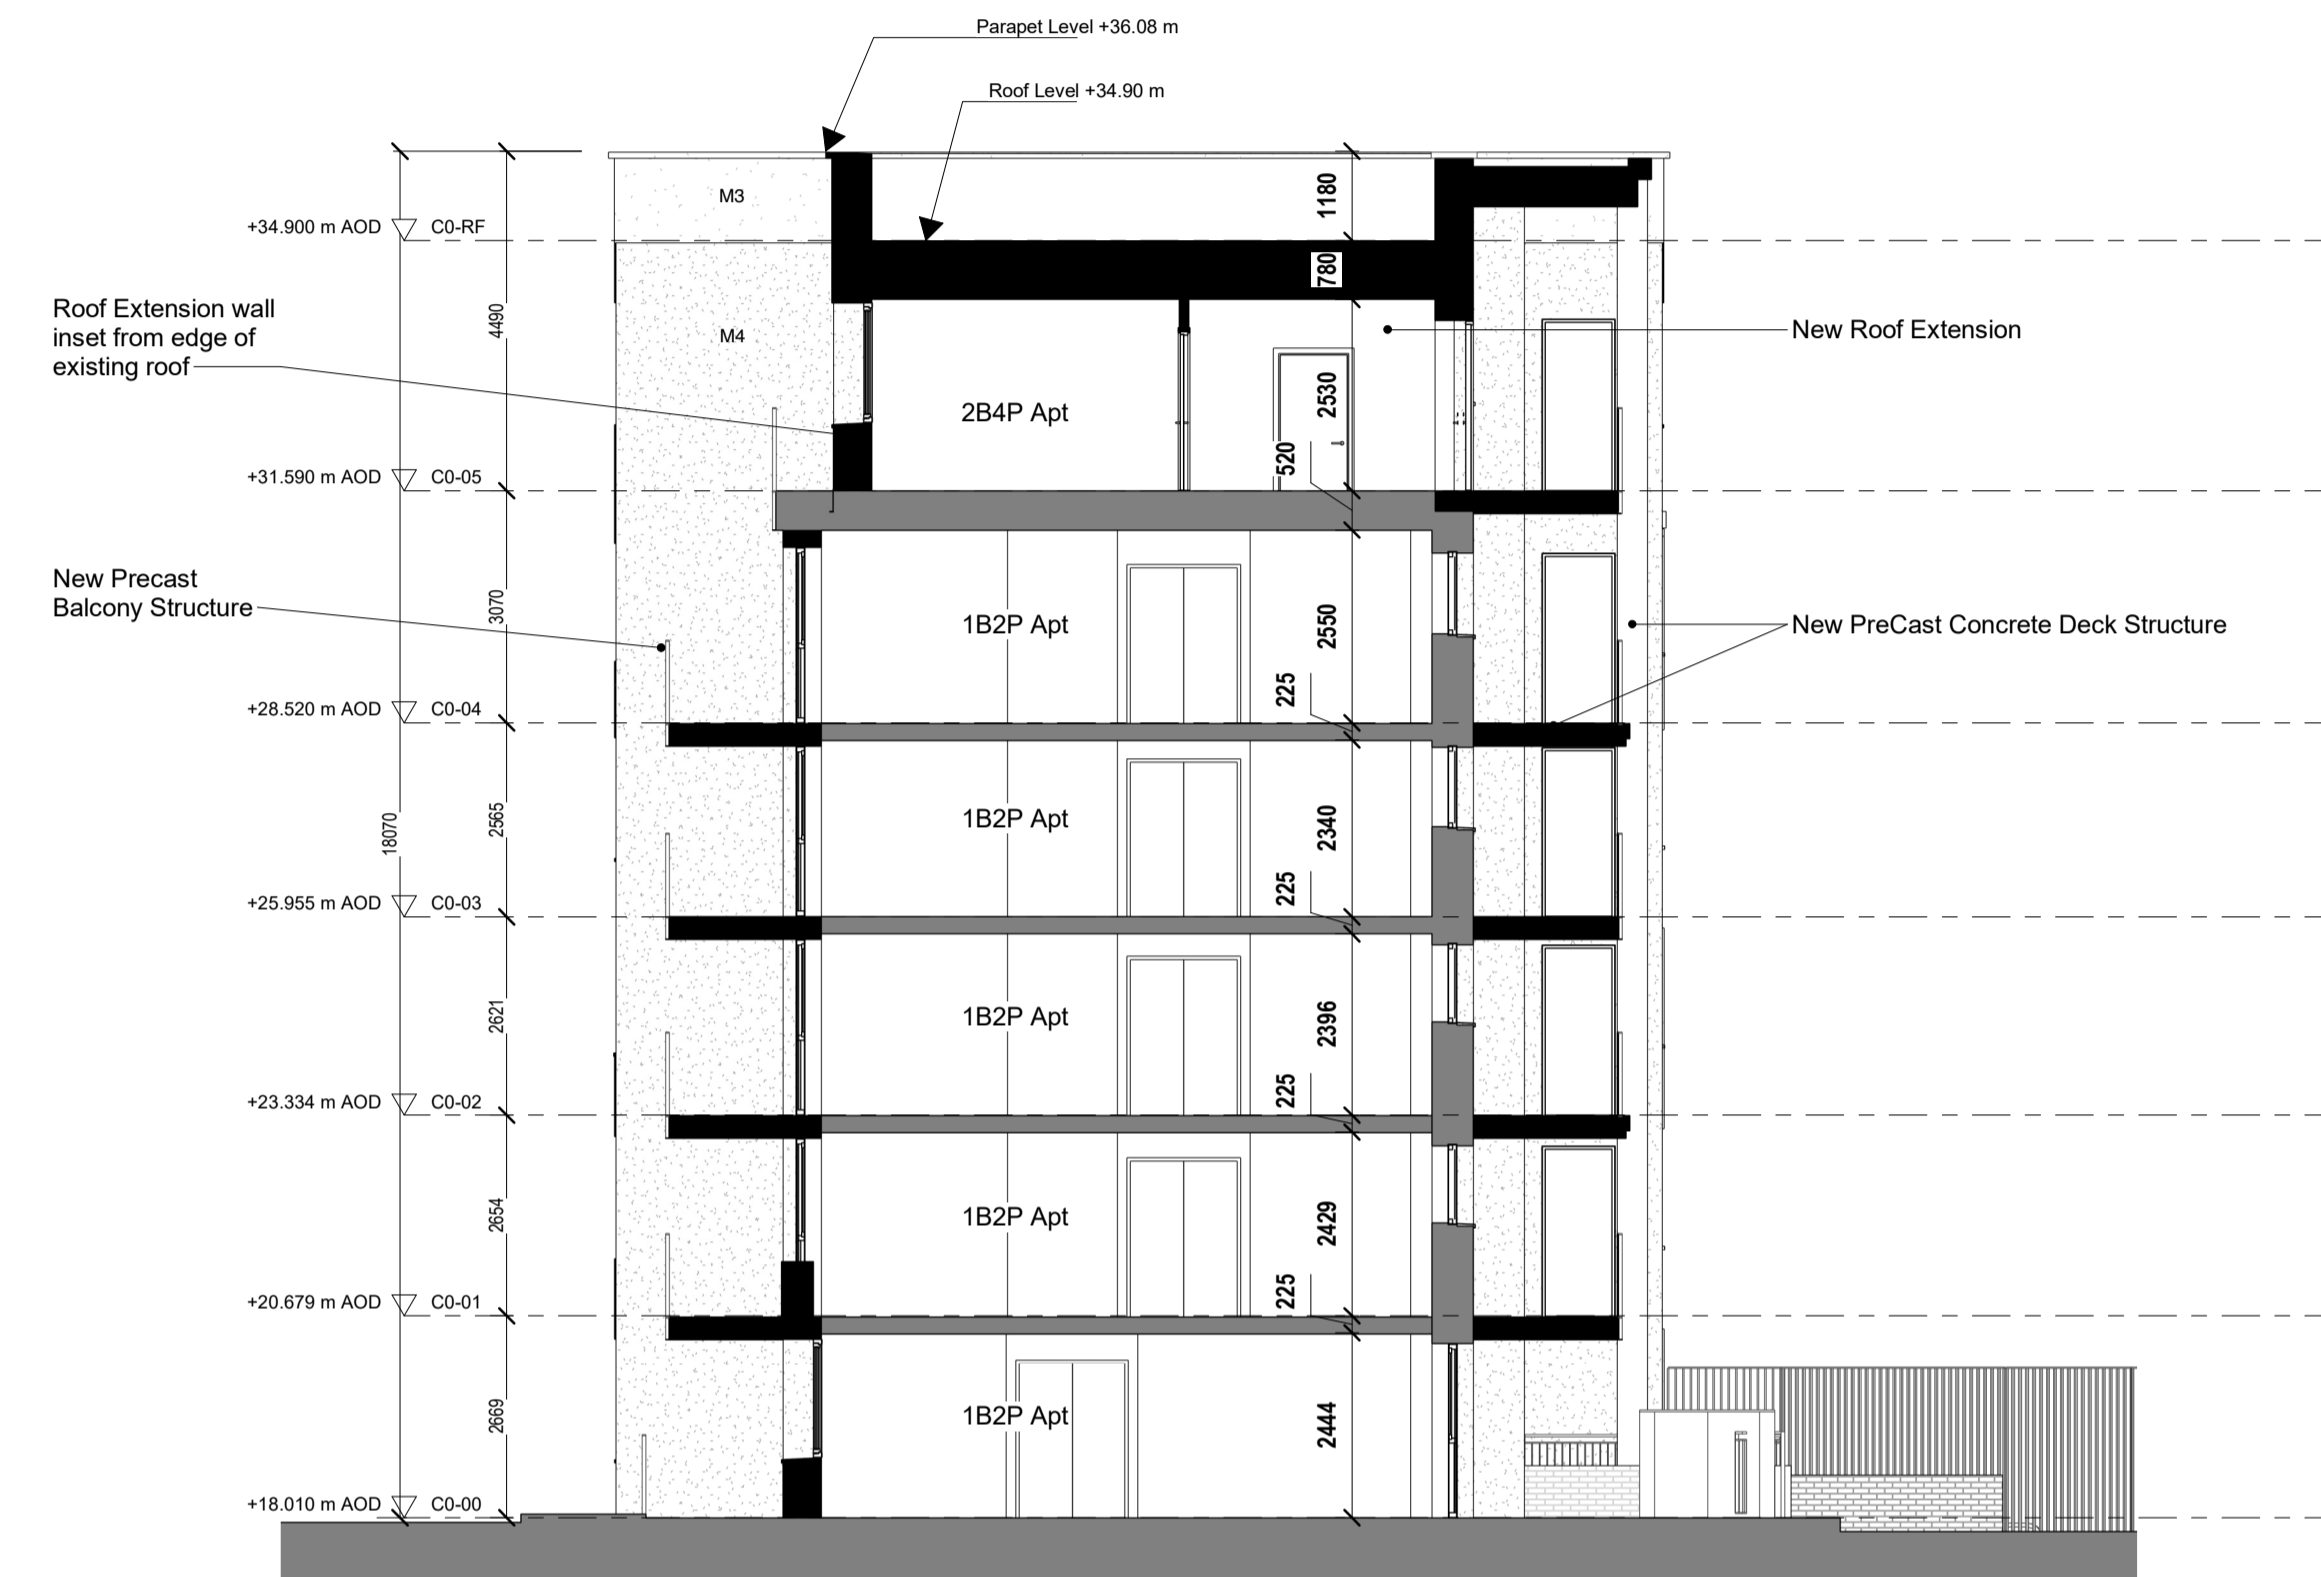 Parapet Level +36.08 m
Roof Level +34.90 m
M3
1180
+34.900 m AOD C0-RF
780
Roof Extension wall
inset from edge of
existing roof
4490
M4
New Roof Extension
2B4P Apt
2530
520
+31.590 m AOD C0-05
New Precast
Balcony Structure
3070
1B2P Apt
2550
New PreCast Concrete Deck Structure
225
+28.520 m AOD C0-04
18070
2565
1B2P Apt
2340
225
+25.955 m AOD C0-03
2621
1B2P Apt
2396
225
+23.334 m AOD C0-02
2654
1B2P Apt
2429
225
+20.679 m AOD C0-01
2669
1B2P Apt
2444
+18.010 m AOD C0-00